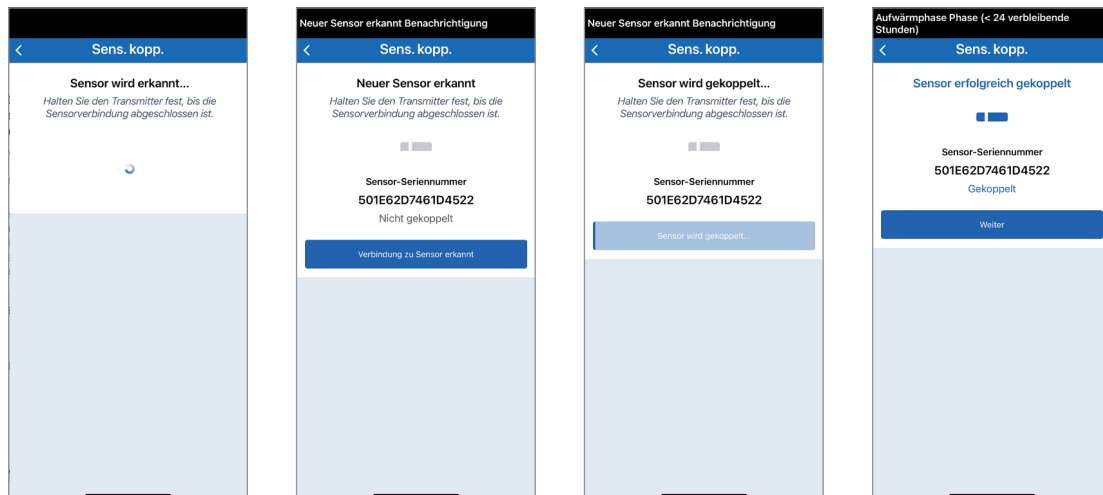 Sens. kopp.
Sensor wird erkannt...
Halten Sie den Transmitter fest, bis die
Sensorverbindung abgeschlossen ist.
Neuer Sensor erkannt Benachrichtigung
Sens. kopp.
Neuer Sensor erkannt
Halten Sie den Transmitter fest, bis die
Sensorverbindung abgeschlossen ist.
Sensor-Seriennummer
501E62D7461D4522
Nicht gekoppelt
Verbindung zu Sensor erkannt
Neuer Sensor erkannt Benachrichtigung
Sens. kopp.
Sensor wird gekoppelt...
Halten Sie den Transmitter fest, bis die
Sensorverbindung abgeschlossen ist.
Sensor-Seriennummer
501E62D7461D4522
Sensor wird gekoppelt...
Aufwärmphase Phase (< 24 verbleibende
Stunden)
Sens. kopp.
Sensor erfolgreich gekoppelt
Sensor-Seriennummer
501E62D7461D4522
Gekoppelt
Weiter